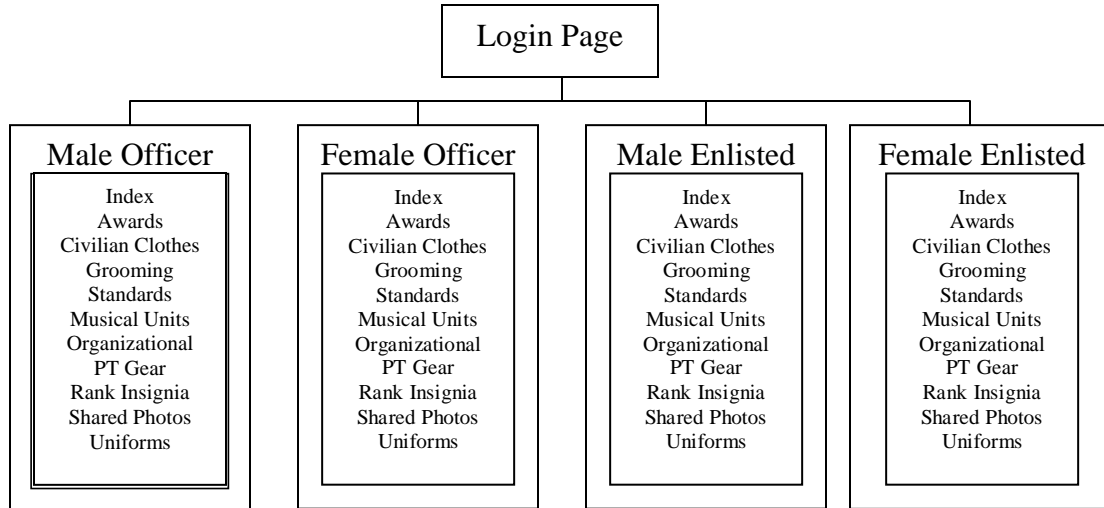 Login Page
Male Officer
Index
Awards
Civilian Clothes
Grooming
Standards
Musical Units
Organizational
PT Gear
Rank Insignia
Shared Photos
Uniforms
Female Officer
Index
Awards
Civilian Clothes
Grooming
Standards
Musical Units
Organizational
PT Gear
Rank Insignia
Shared Photos
Uniforms
Male Enlisted
Index
Awards
Civilian Clothes
Grooming
Standards
Musical Units
Organizational
PT Gear
Rank Insignia
Shared Photos
Uniforms
Female Enlisted
Index
Awards
Civilian Clothes
Grooming
Standards
Musical Units
Organizational
PT Gear
Rank Insignia
Shared Photos
Uniforms